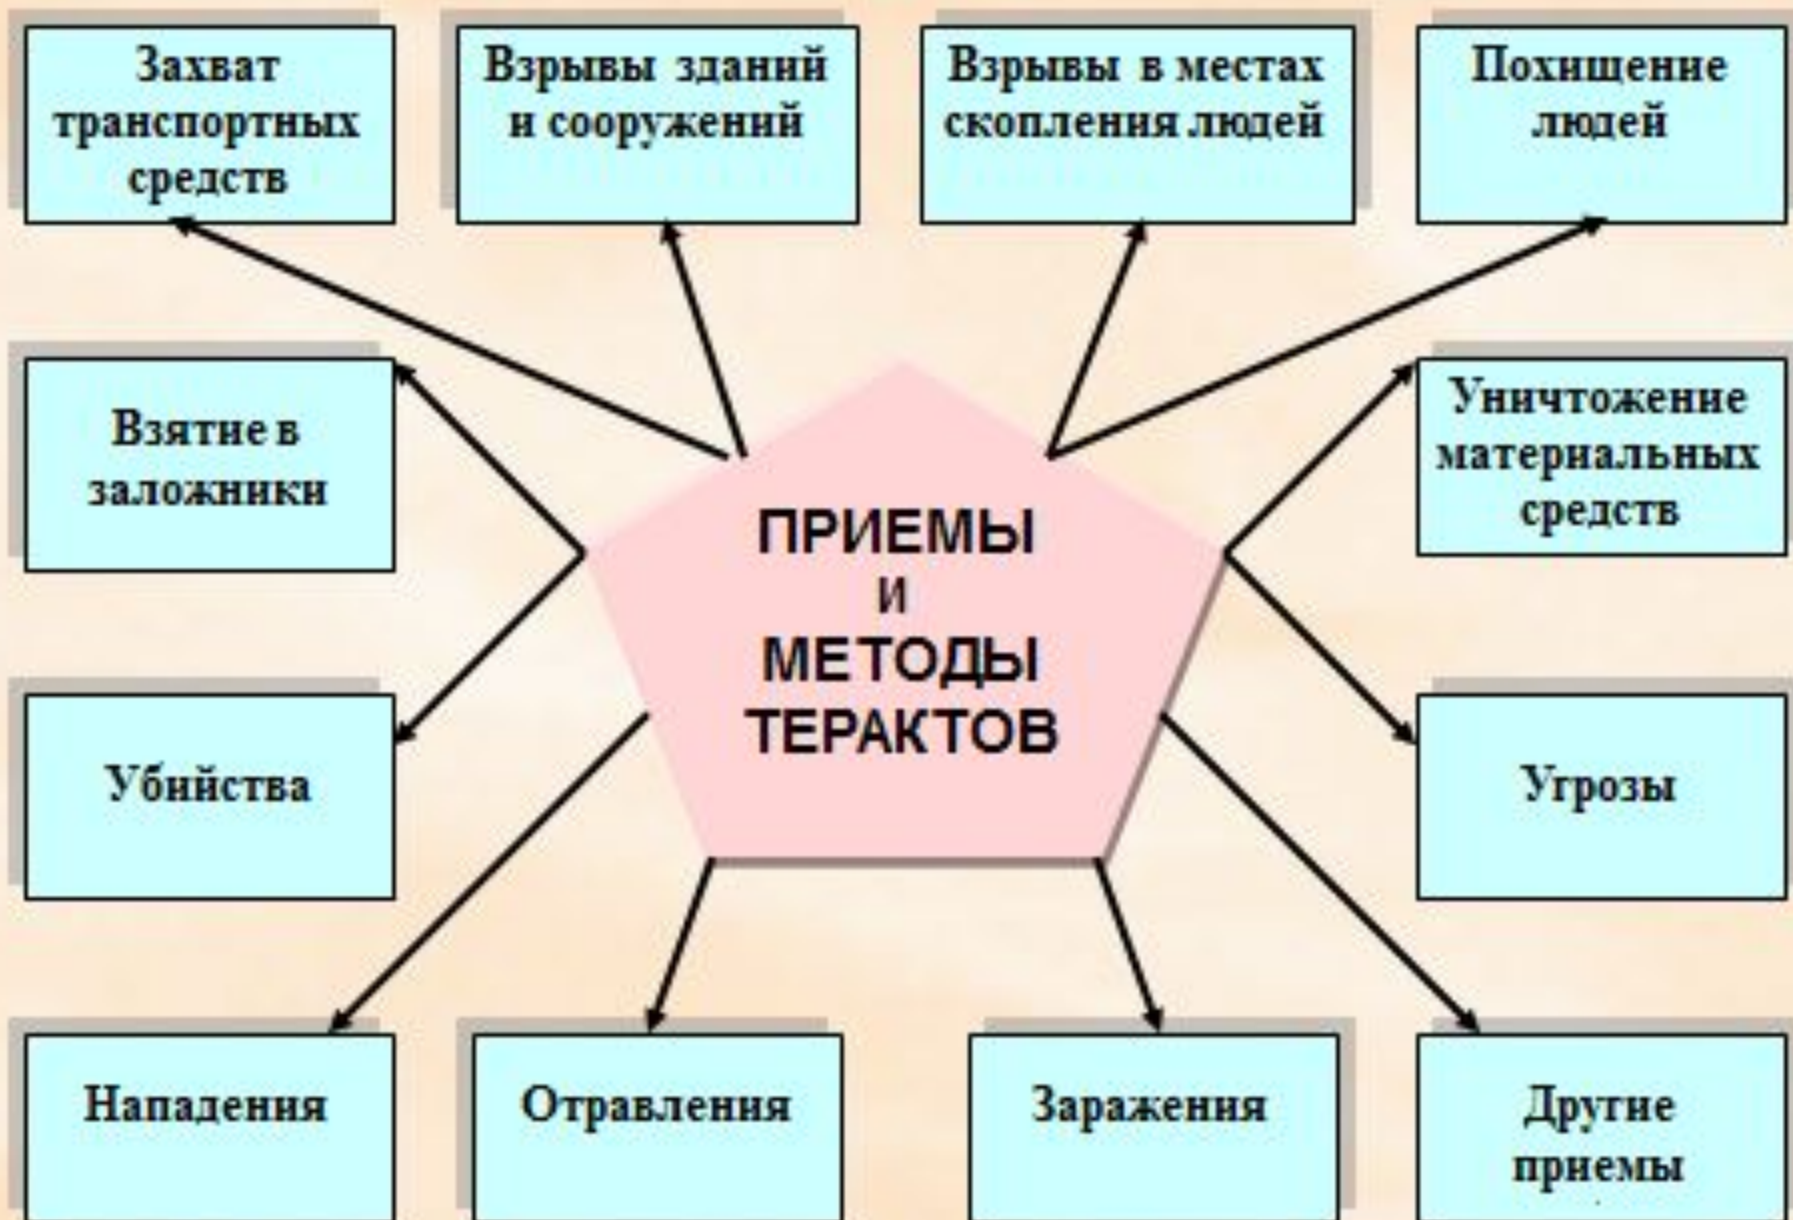 Захват
транспортных
средств
Взрывы зданий
и сооружений
Взрывы в местах
скопления людей
Похищение
людей
Взятие в
заложники
Уничтожение
материальных
средств
ПРИЕМЫ
И
МЕТОДЫ
ТЕРАКТОВ
Убийства
Угрозы
Нападения
Отравления
Заражения
Другие
приемы